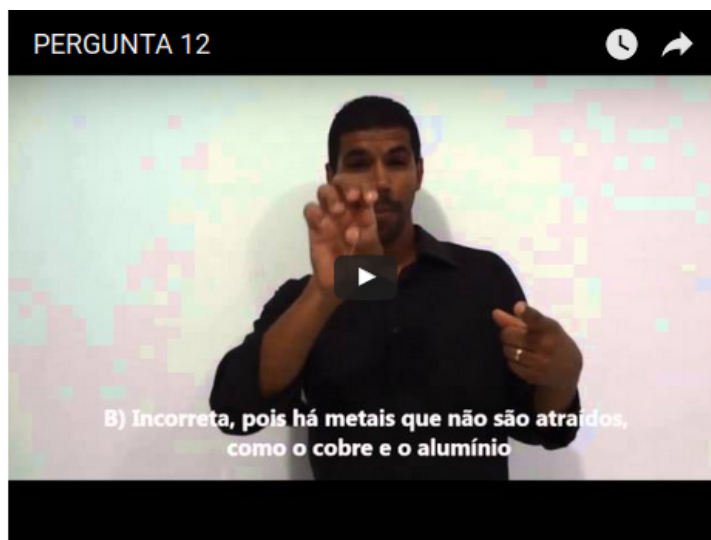 PERGUNTA 12
B) Incorreta, pois há metais que não são atraídos,
como o cobre e o alumínio